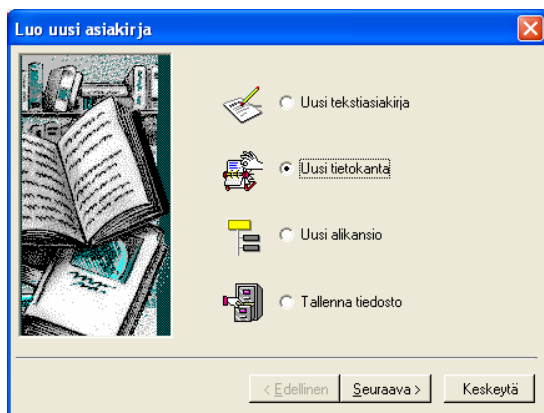 Luo uusi asiakirja
Uusi tekstiasiakirja
Uusi tietokanta
Uusi alikansio
Tallenna tiedosto
< Edellinen
Seuraava >
Keskeytä